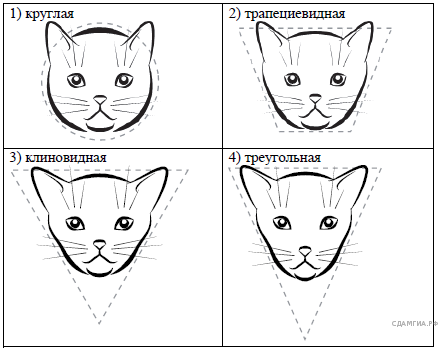 1) круглая
2) трапециевидная
3) клиновидная
4) треугольная
СДАМГИА.РФ